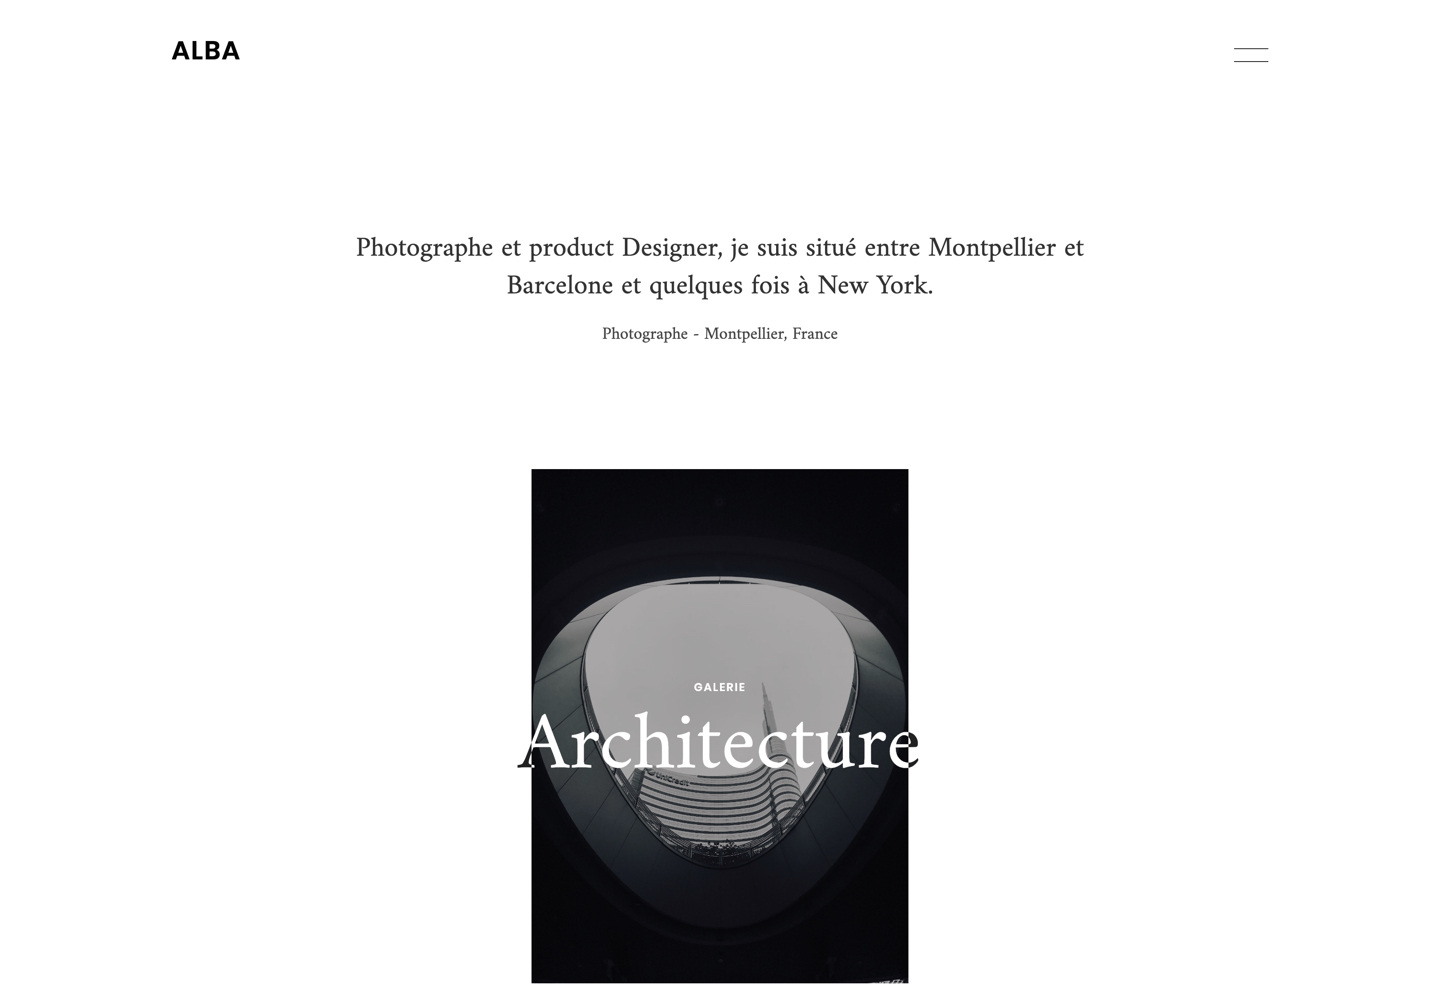 ALBA
Photographe et product Designer, je suis situé entre Montpellier et
Barcelone et quelques fois à New York.
Photographe - Montpellier, France
GALERIE
Architecture
UniCredit